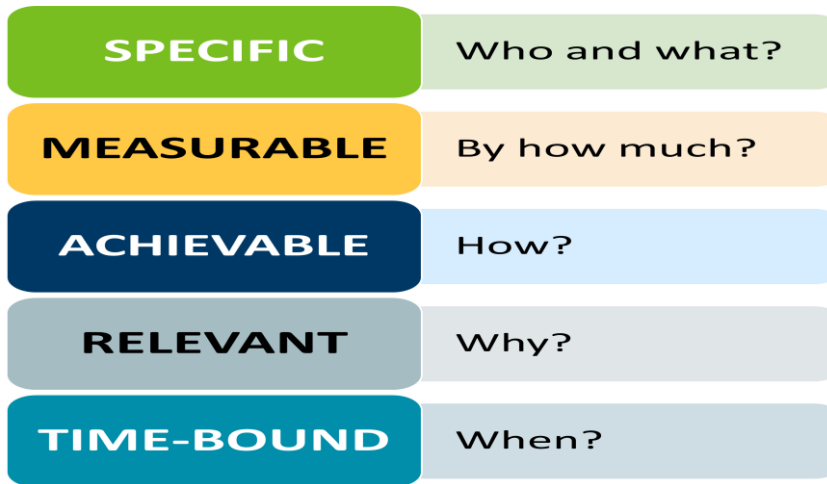 SPECIFIC Who and what?
MEASURABLE By how much?
ACHIEVABLE How?
RELEVANT Why?
TIME-BOUND When?